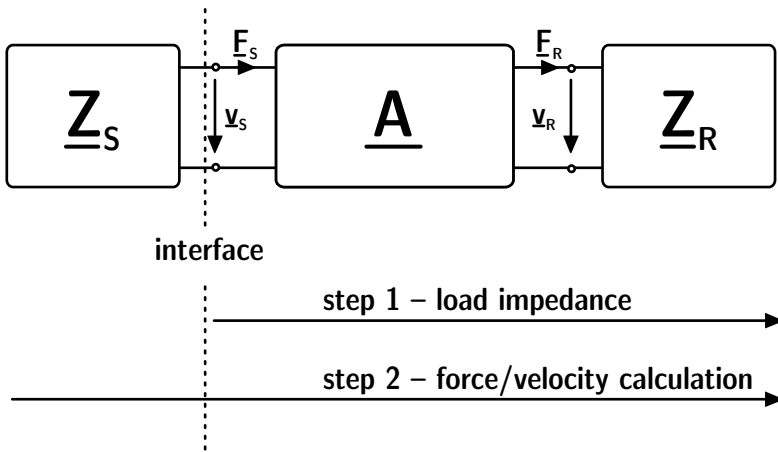 F_S
F_R
Z_S
v_S
A
v_R
Z_R
interface
step 1 – load impedance
step 2 – force/velocity calculation